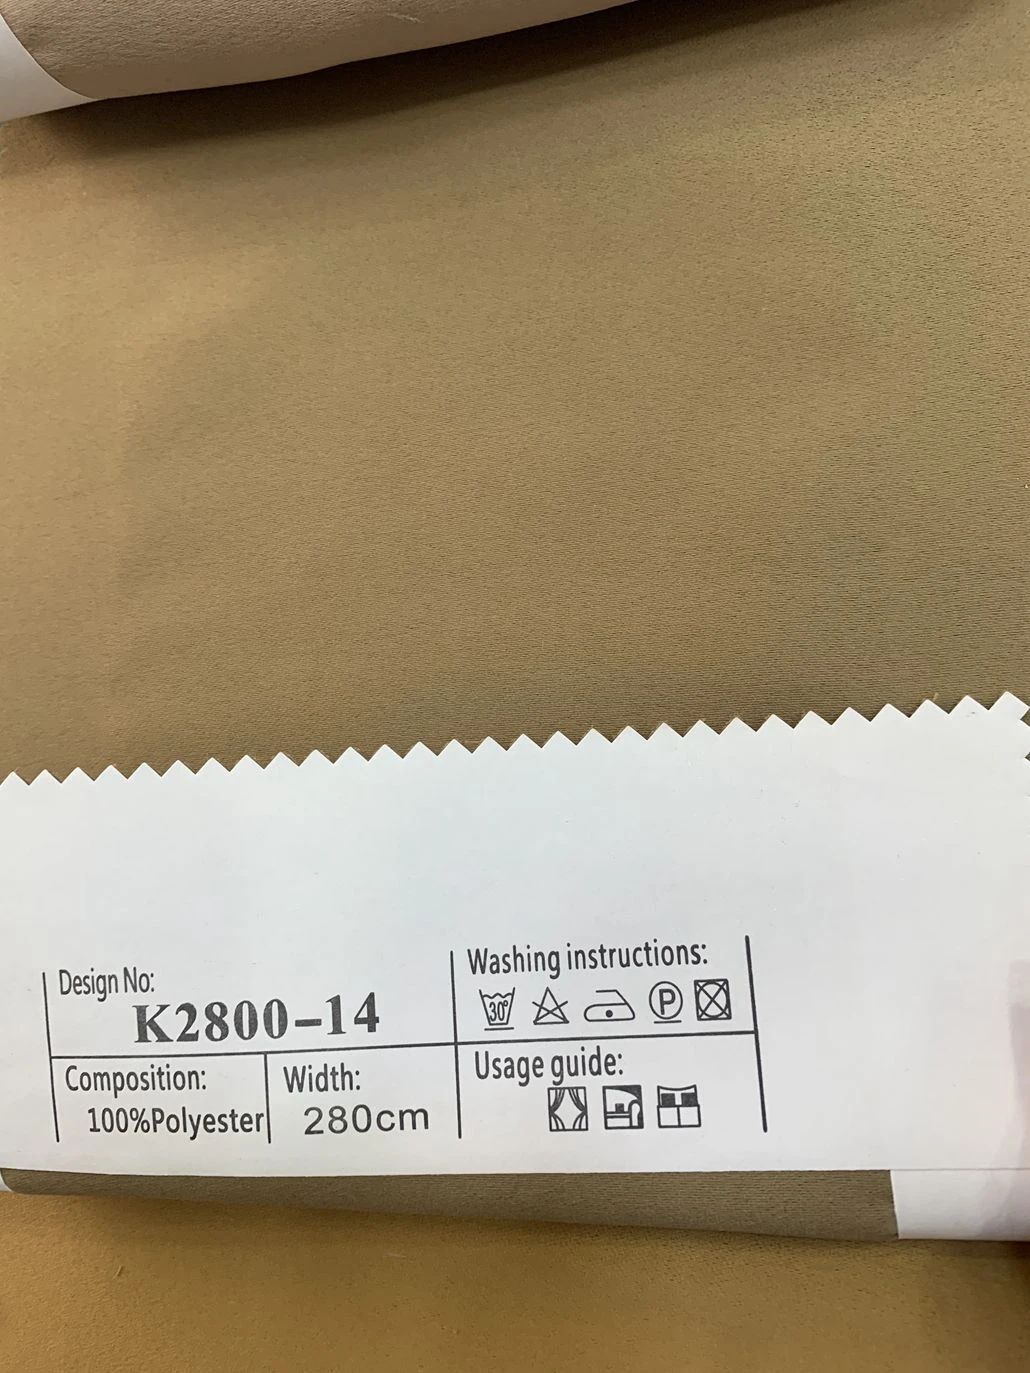 Design No:
K2800-14
Composition:
100%Polyester
Width:
280cm
Washing instructions:
30°
P
Usage guide: